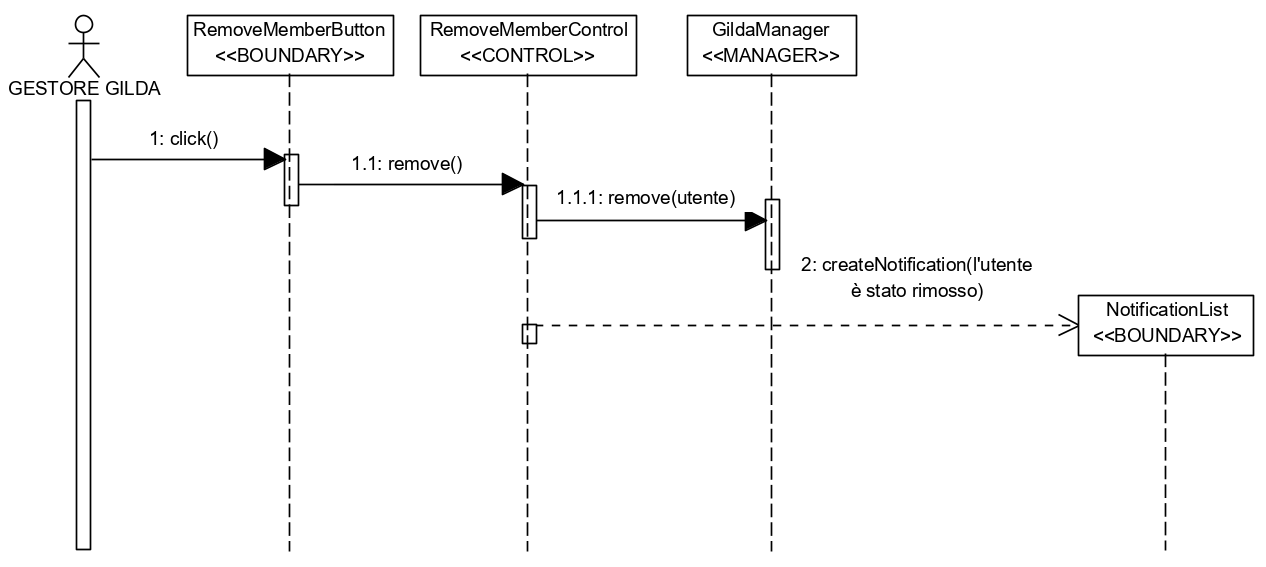 RemoveMemberButton
<<BOUNDARY>>
RemoveMemberControl
<<CONTROL>>
GildaManager
<<MANAGER>>
GESTORE GILDA
1: click()
1.1: remove()
1.1.1: remove(utente)
2: createNotification(l'utente
è stato rimosso)
NotificationList
<<BOUNDARY>>